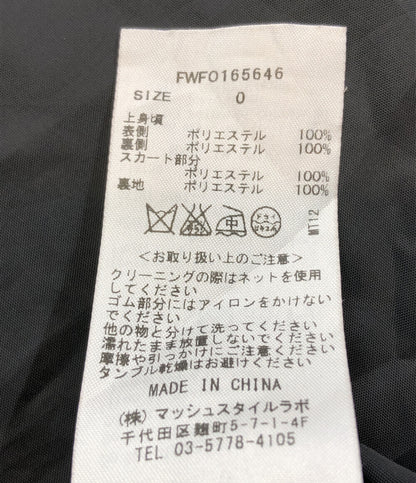 FWFO165646
SIZE 0
上身頃
表側 ポリエステル 100%
裏側 ポリエステル 100%
スカート部分
ポリエステル 100%
裏地 ポリエステル 100%
中 ドライ セキユ系
MT12
<お取り扱い上のご注意>
クリーニングの際はネットを使用
してください
ゴム部分にはアイロンをかけない
でください
他の物と分けて洗ってください
濡れたまま放置しないでください
摩擦や引っかけにご注意ください
タンブル乾燥はお避けください
MADE IN CHINA
(株)マッシュスタイルラボ
千代田区麹町5-7-1-4F
TEL 03-5778-4105